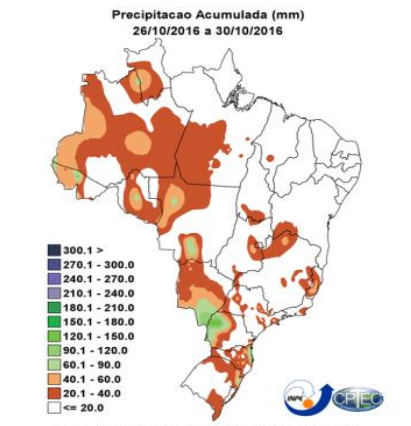 Precipitacao Acumulada (mm)
26/10/2016 a 30/10/2016
300.1 >
270.1 - 300.0
240.1 - 270.0
210.1 - 240.0
180.1 - 210.0
150.1 - 180.0
120.1 - 150.0
90.1 - 120.0
60.1 - 90.0
40.1 - 60.0
20.1 - 40.0
<= 20.0
INPE
CPTEC